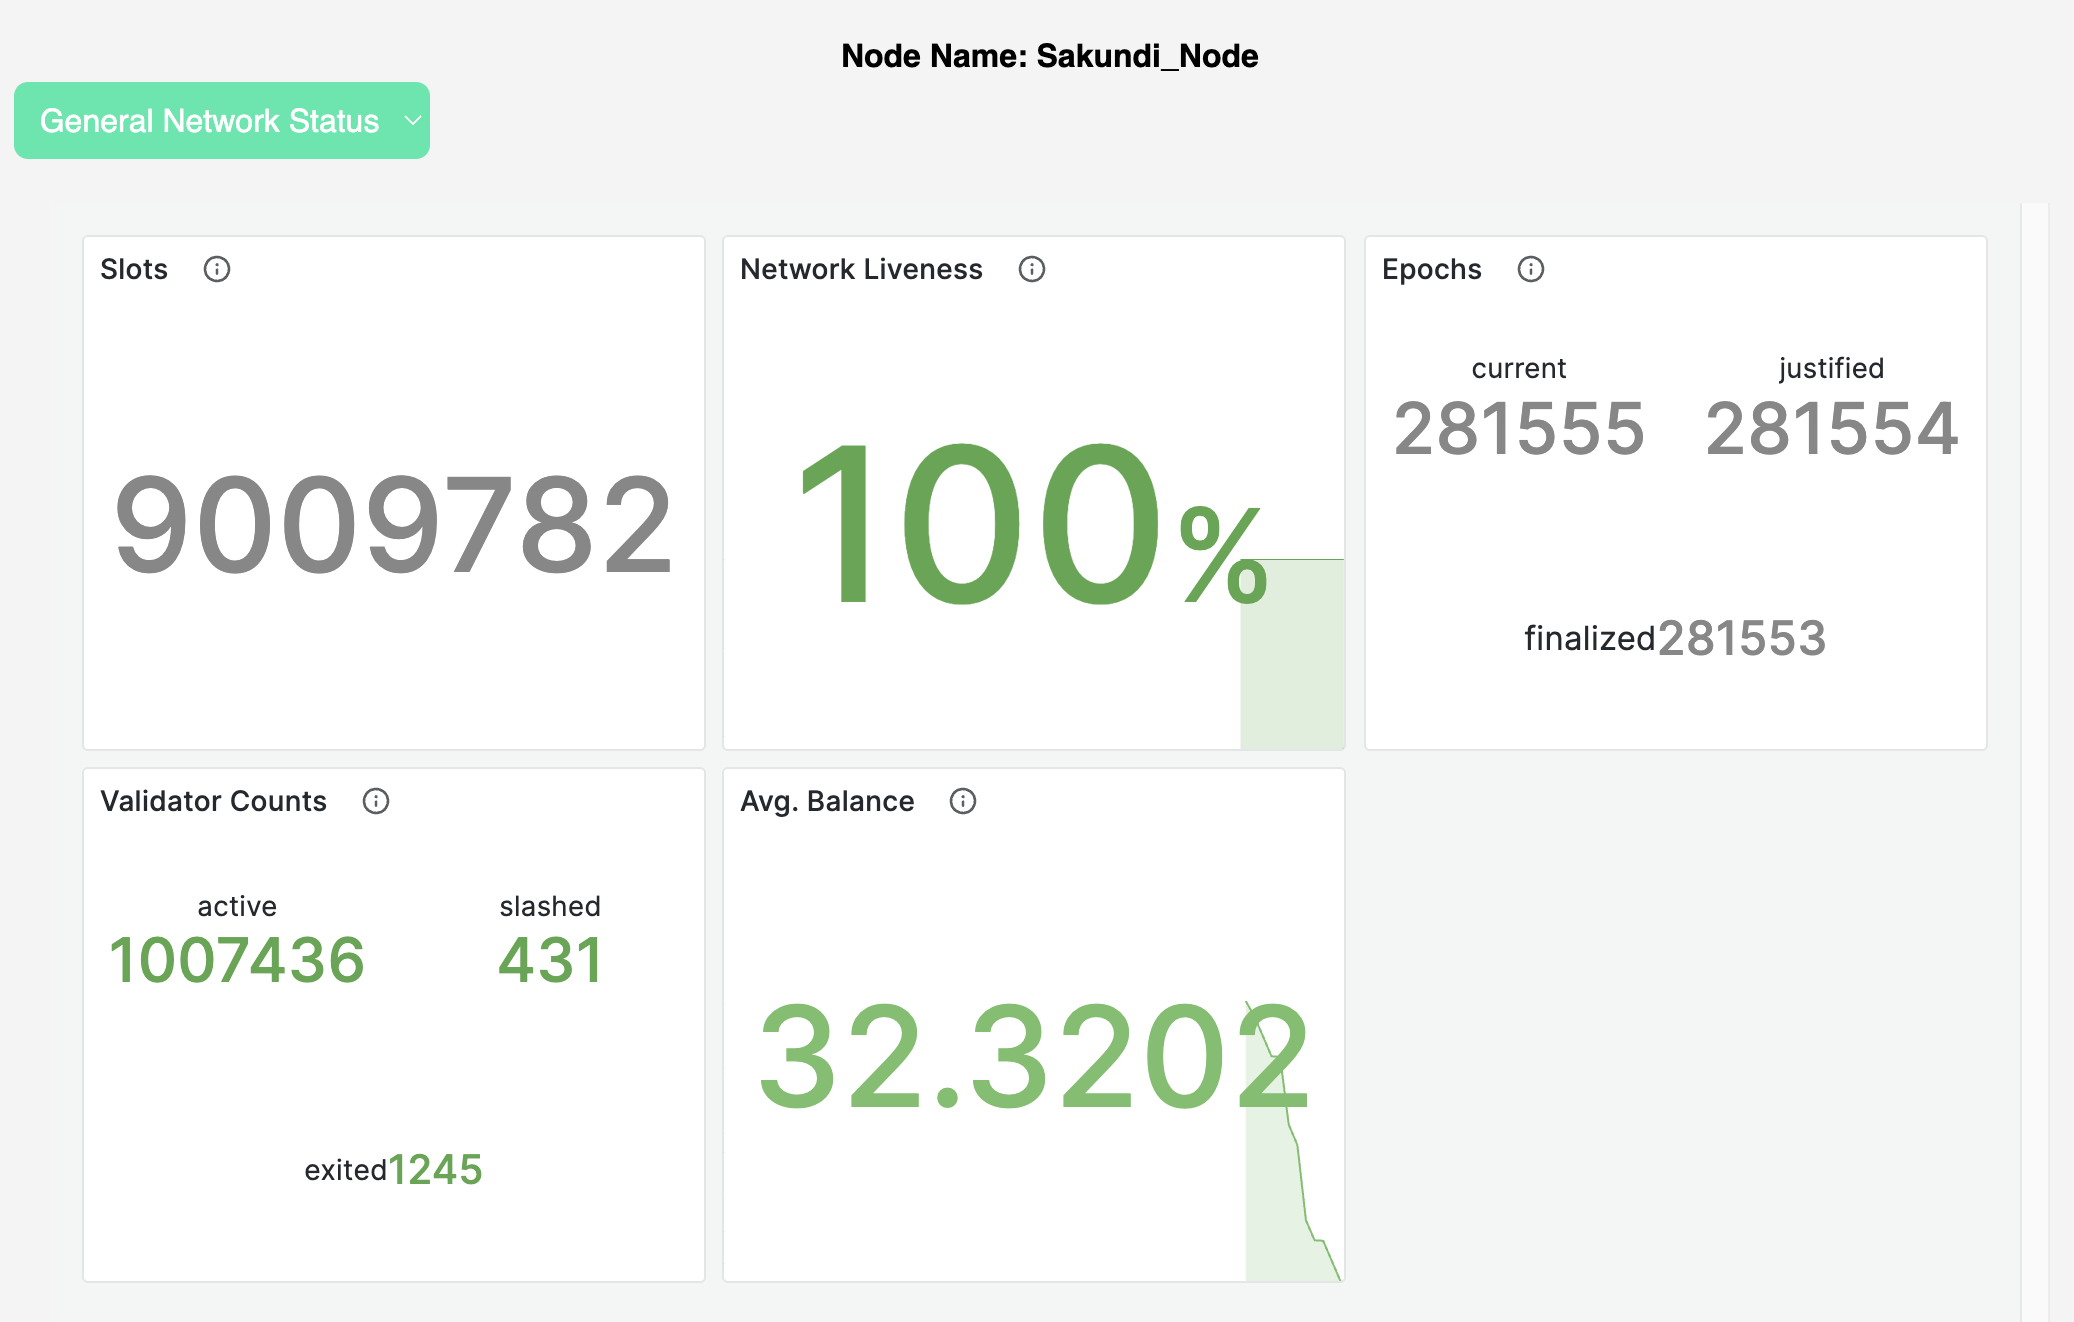 Node Name: Sakundi_Node
General Network Status
Slots
9009782
Network Liveness
100%
Epochs
current
281555
justified
281554
finalized281553
Validator Counts
active
1007436
slashed
431
exited1245
Avg. Balance
32.3202